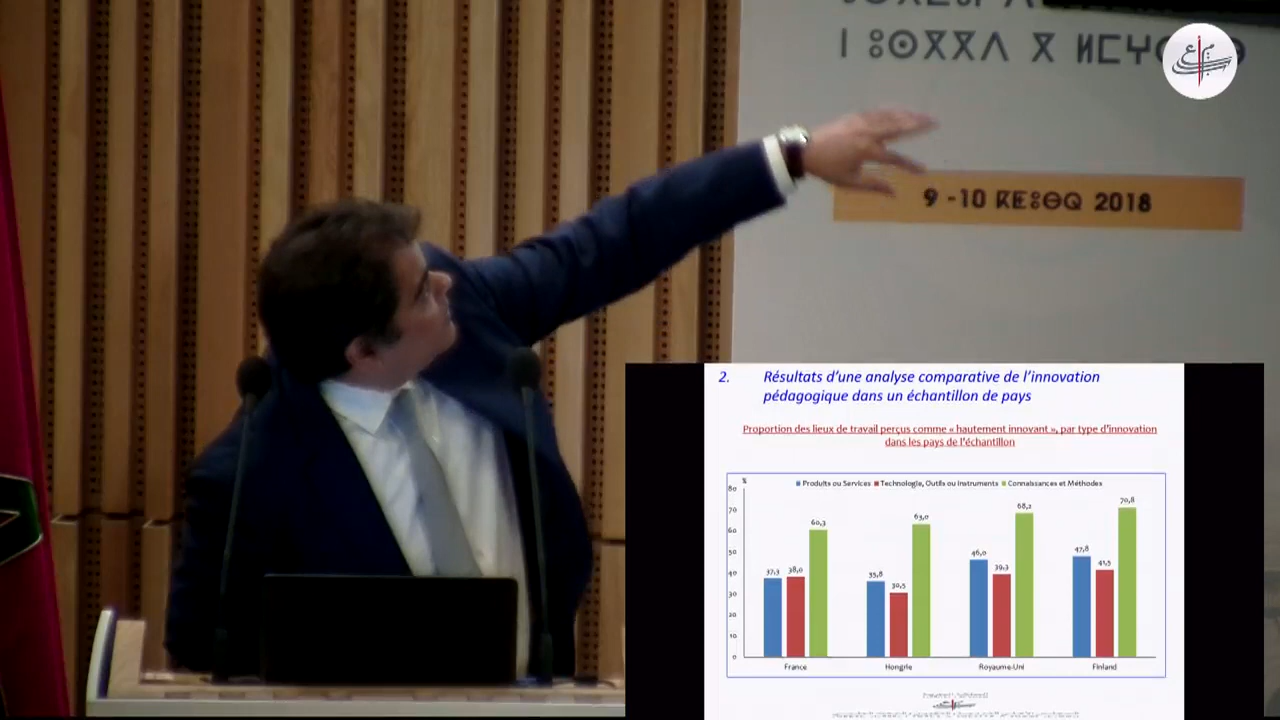 ⵏ ⵓⵙⴳⴳⴷ ⴳ
9 -10 ⴽⵟⵓⴱⵕ 2018
2. Résultats d’une analyse comparative de l’innovation
pédagogique dans un échantillon de pays
Proportion des lieux de travail perçus comme « hautement innovant », par type d’innovation
dans les pays de l’échantillon
%
Produits ou Services Technologie, Outils ou Instruments Connaissances et Méthodes
80
70
60
50
40
30
20
10
0
37,3 38,0 60,3
35,8 30,5 63,0
46,0 39,3 68,2
47,8 41,5 70,8
France Hongrie Royaume-Uni Finland